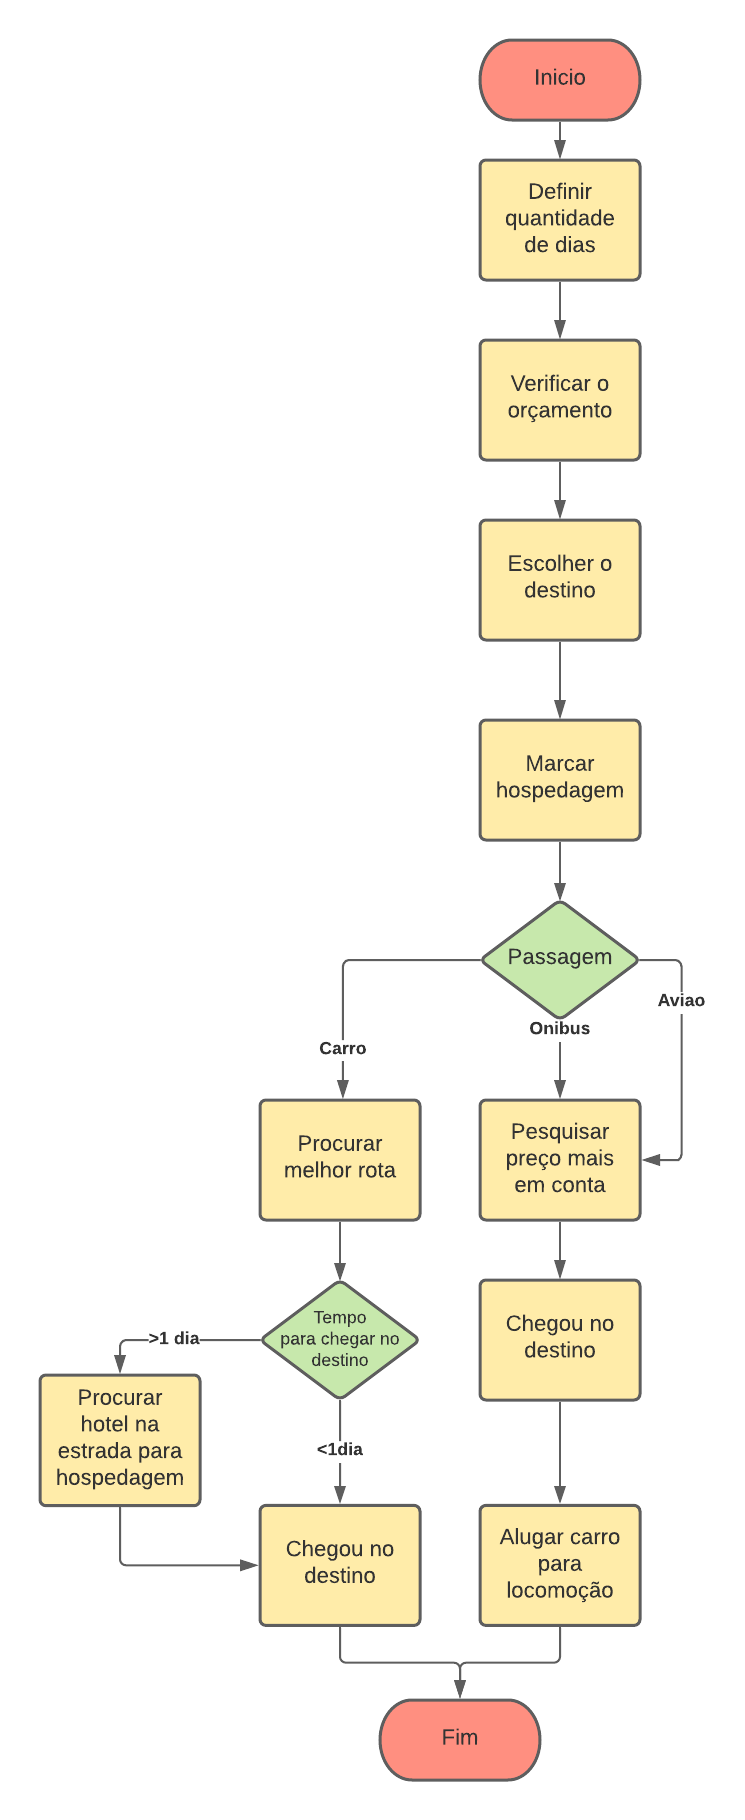 Inicio
Definir
quantidade
de dias
Verificar o
orçamento
Escolher o
destino
Marcar
hospedagem
Passagem
Aviao
Onibus
Carro
Procurar
melhor rota
Pesquisar
preço mais
em conta
Tempo
para chegar no
destino
>1 dia
Chegou no
destino
Procurar
hotel na
estrada para
hospedagem
<1dia
Chegou no
destino
Alugar carro
para
locomoção
Fim